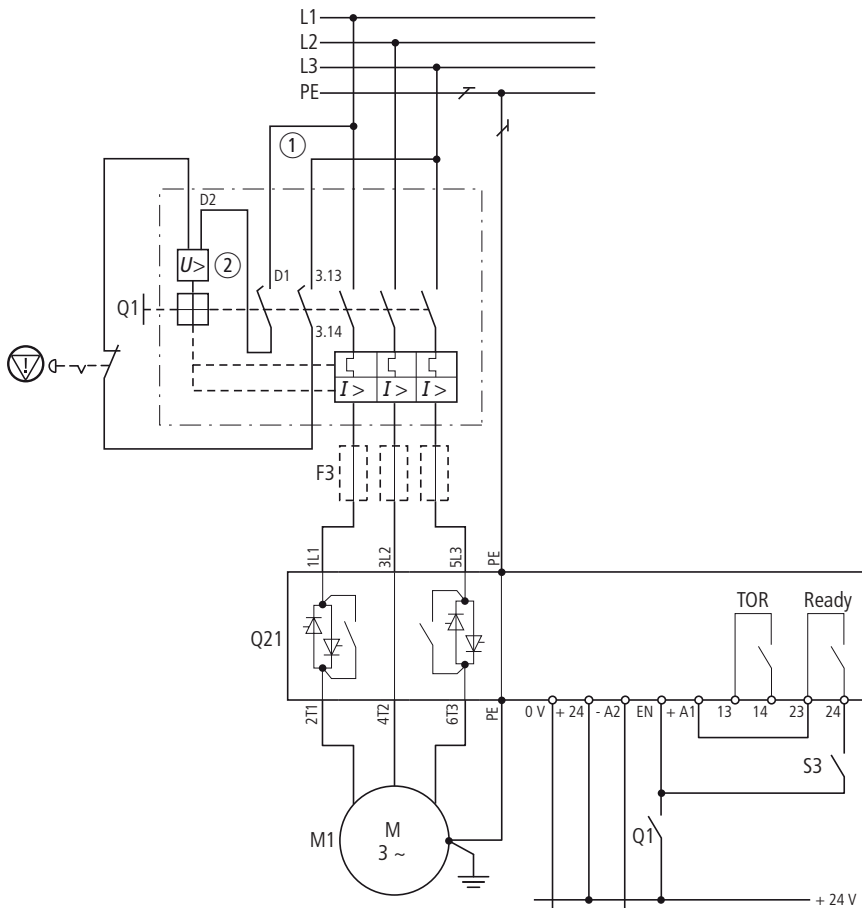 L1
L2
L3
PE
1
D2
U>
2
D1
3.13
Q1
3.14
I > I > I >
F3
1L1
3L2
5L3
PE
TOR
Ready
Q21
2T1
4T2
6T3
PE
0 V
+ 24
- A2
EN
+ A1
13
14
23
24
S3
Q1
M1
M
3 ~
+ 24 V